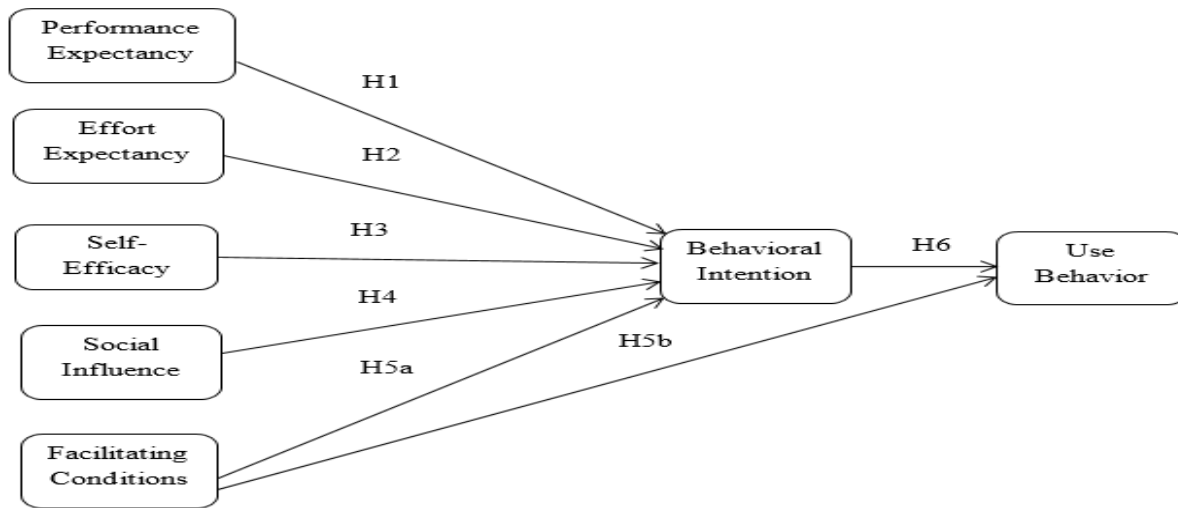 Performance
Expectancy
H1
Effort
Expectancy
H2
Self-
Efficacy
H3
Social
Influence
H4
Facilitating
Conditions
H5a
H5b
Behavioral
Intention
H6
Use
Behavior